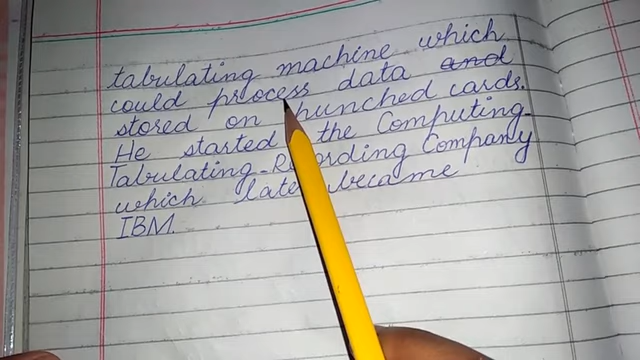 tabulating machine which
could process data and
stored on punched cards.
He started the Computing-
Tabulating-Recording Company
which later became
IBM.